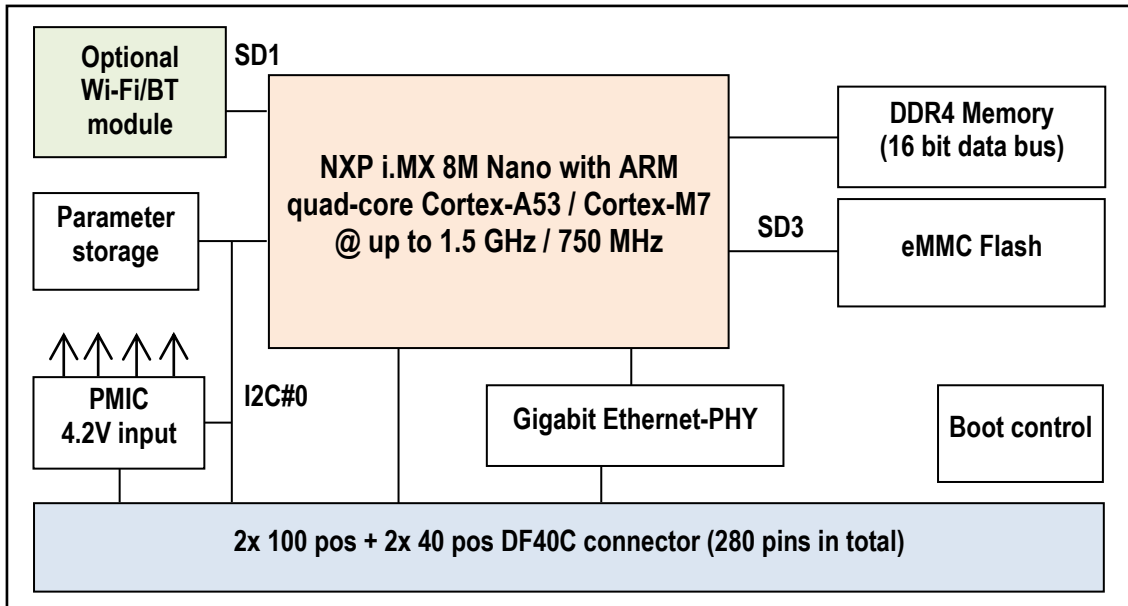 Optional
Wi-Fi/BT
module
SD1
NXP i.MX 8M Nano with ARM
quad-core Cortex-A53 / Cortex-M7
@ up to 1.5 GHz / 750 MHz
DDR4 Memory
(16 bit data bus)
Parameter
storage
SD3
eMMC Flash
PMIC
4.2V input
I2C#0
Gigabit Ethernet-PHY
Boot control
2x 100 pos + 2x 40 pos DF40C connector (280 pins in total)